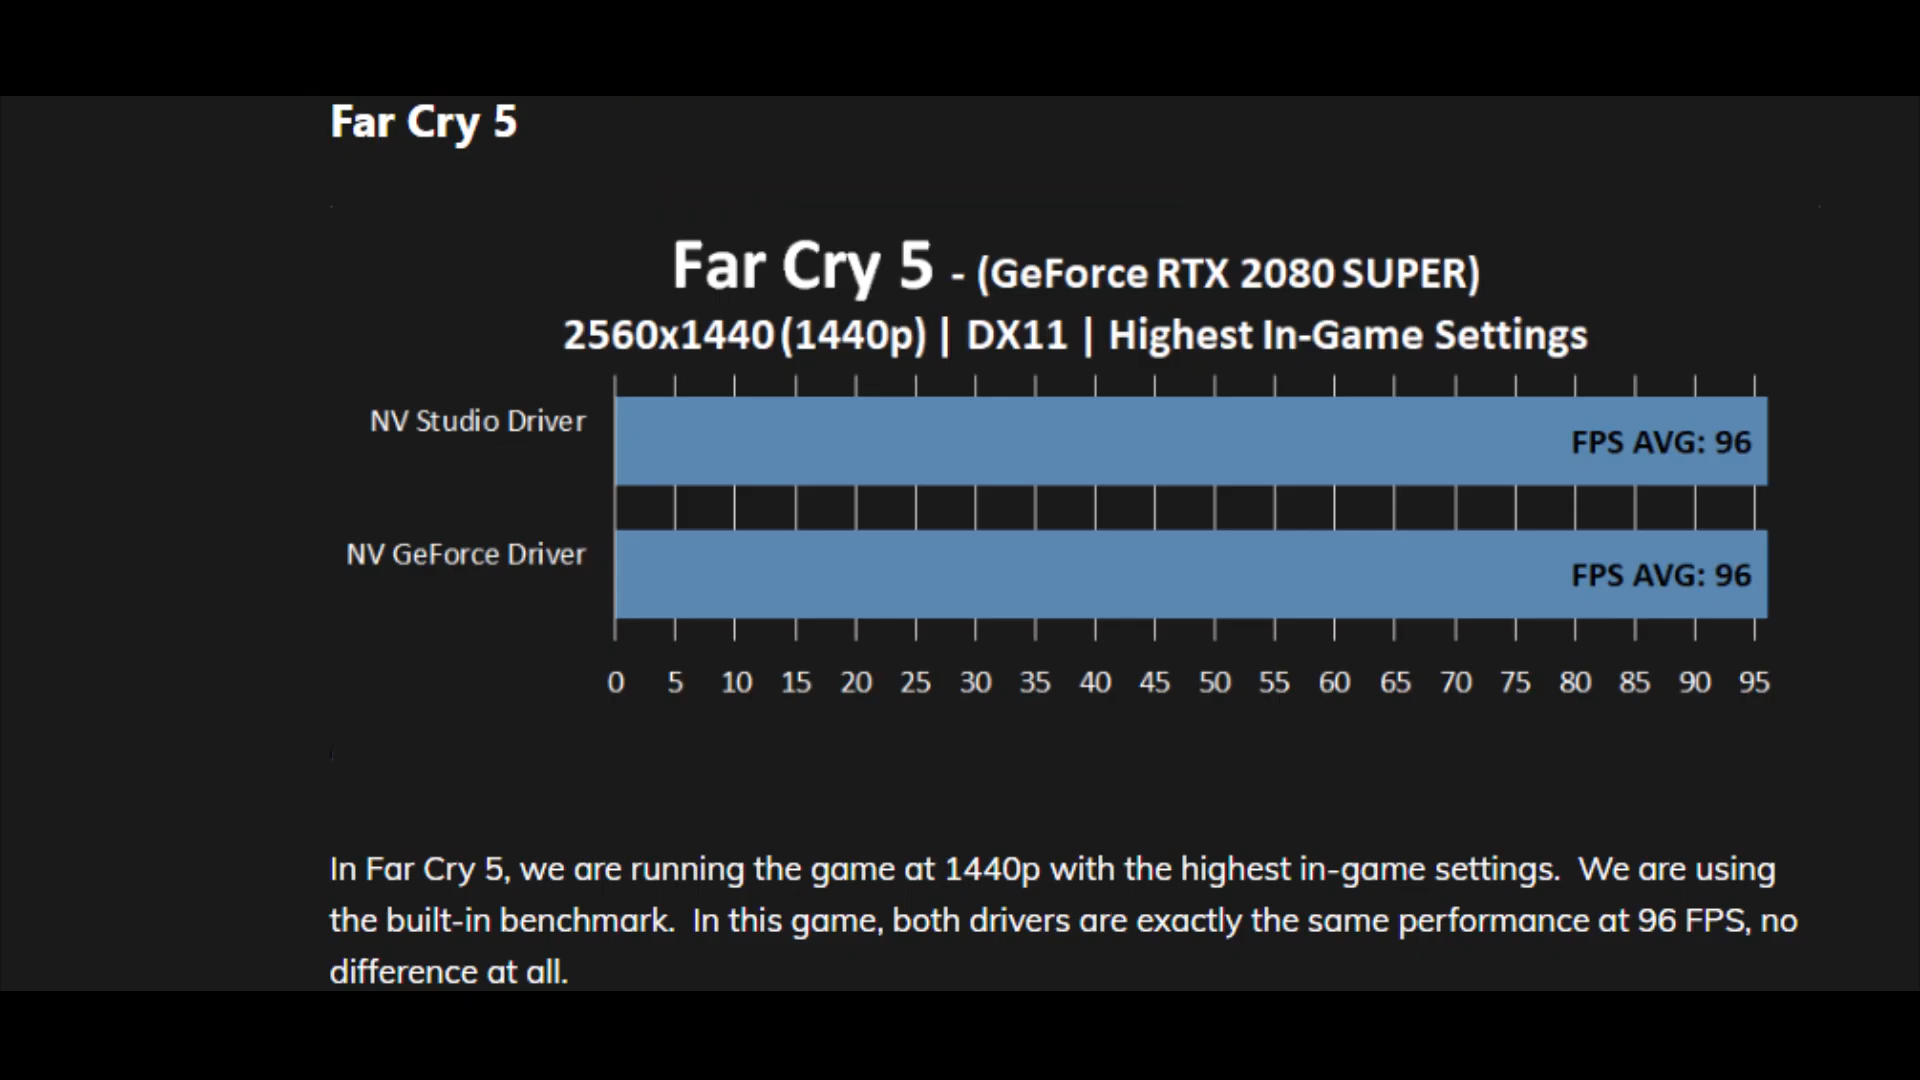 Far Cry 5
Far Cry 5 - (GeForce RTX 2080 SUPER)
2560x1440 (1440p) | DX11 | Highest In-Game Settings
NV Studio Driver
FPS AVG: 96
NV GeForce Driver
FPS AVG: 96
0 5 10 15 20 25 30 35 40 45 50 55 60 65 70 75 80 85 90 95
In Far Cry 5, we are running the game at 1440p with the highest in-game settings.  We are using
the built-in benchmark.  In this game, both drivers are exactly the same performance at 96 FPS, no
difference at all.